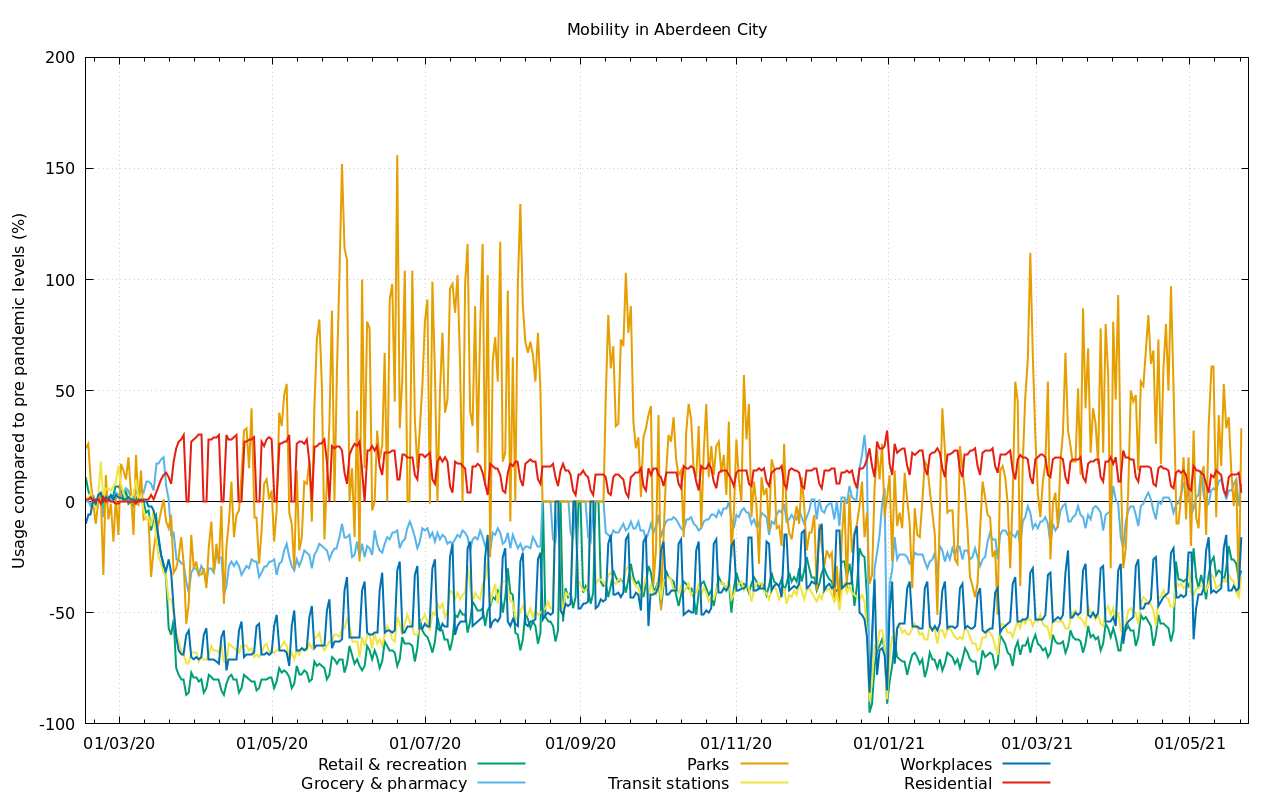 Mobility in Aberdeen City
Usage compared to pre pandemic levels (%)
200
150
100
50
0
-50
-100
01/03/20 01/05/20 01/07/20 01/09/20 01/11/20 01/01/21 01/03/21 01/05/21
Retail & recreation Parks Workplaces
Grocery & pharmacy Transit stations Residential